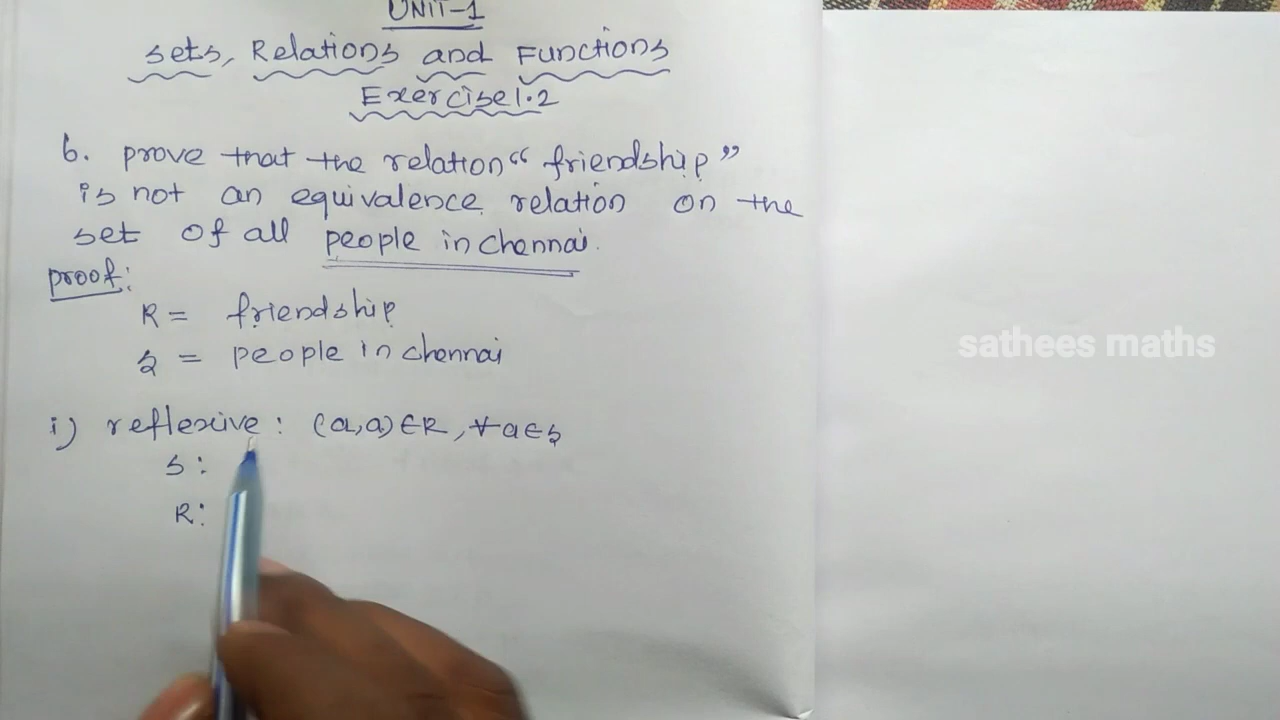 UNIT-1
sets, Relations and Functions
Exercise 1.2
6. prove that the relation "friendship"
is not an equivalence relation on the
set of all people in chennai.
proof:
R = friendship
S = people in chennai
i) reflexive: (a,a)∈R, ∀a∈s
S:
R:
sathees maths